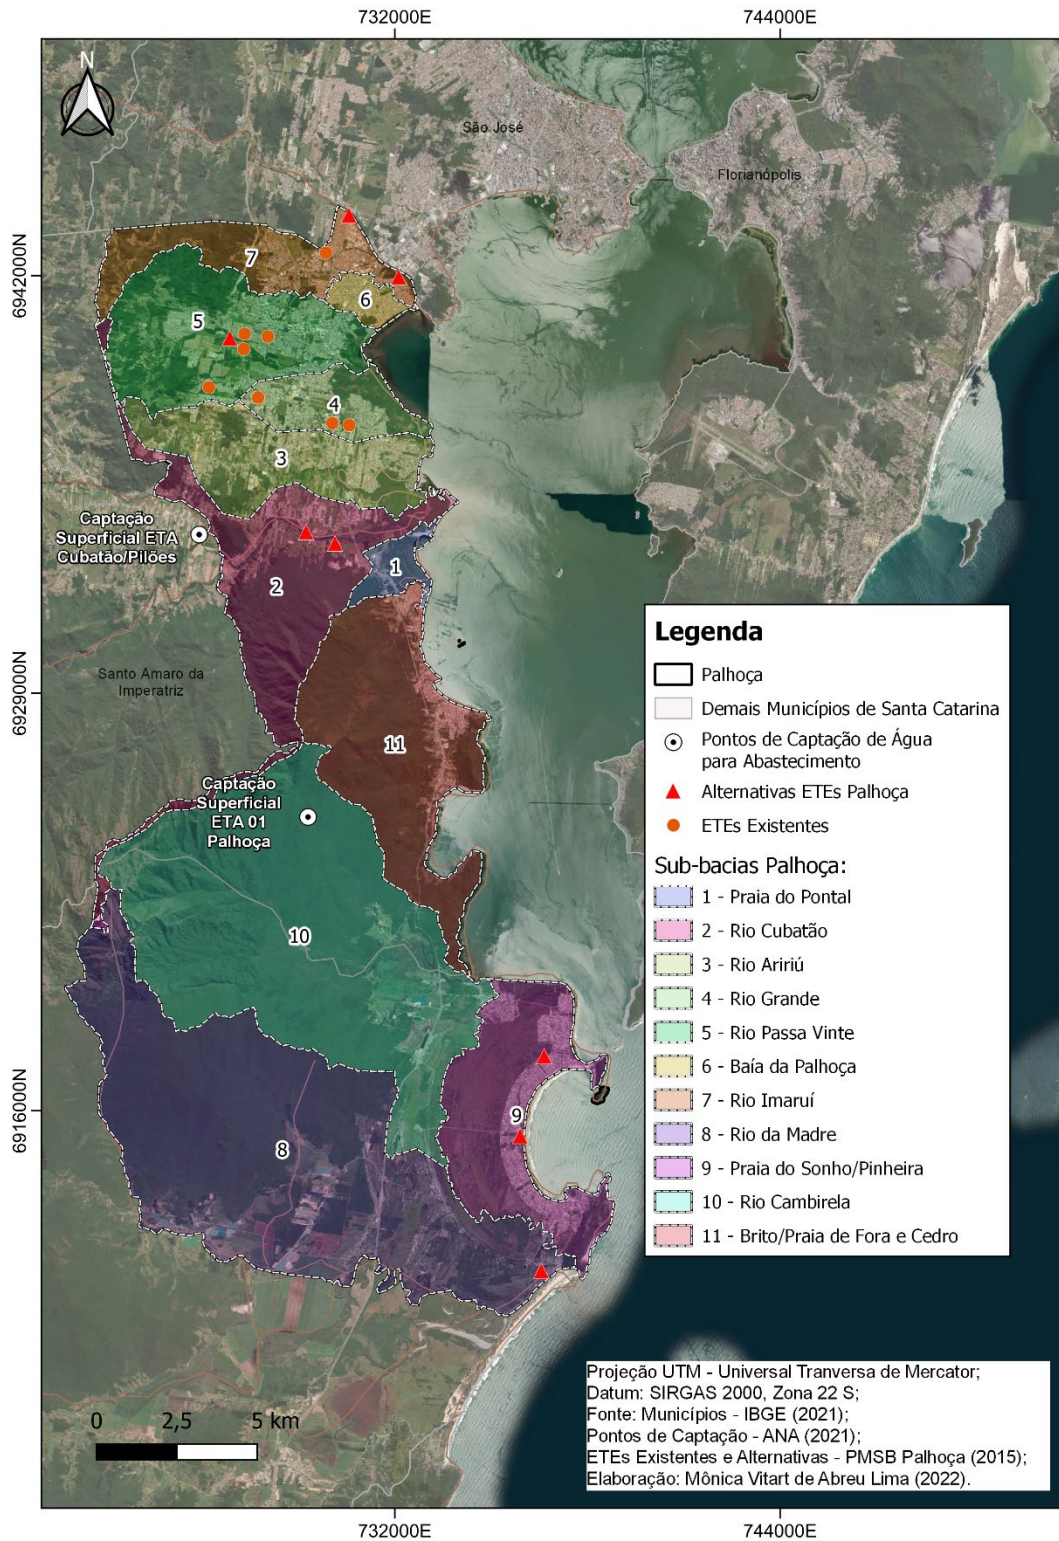 732000E
744000E
N
São José
Florianópolis
6942000N
7
6
5
4
3
Captação
Superficial ETA
Cubatão/Pilões
2
1
Santo Amaro da
Imperatriz
6929000N
11
Captação
Superficial
ETA 01
Palhoça
10
6916000N
9
8
Legenda
Palhoça
Demais Municípios de Santa Catarina
Pontos de Captação de Água
para Abastecimento
Alternativas ETEs Palhoça
ETEs Existentes
Sub-bacias Palhoça:
1 - Praia do Pontal
2 - Rio Cubatão
3 - Rio Aririú
4 - Rio Grande
5 - Rio Passa Vinte
6 - Baía da Palhoça
7 - Rio Imaruí
8 - Rio da Madre
9 - Praia do Sonho/Pinheira
10 - Rio Cambirela
11 - Brito/Praia de Fora e Cedro
0 2,5 5 km
Projeção UTM - Universal Tranversa de Mercator;
Datum: SIRGAS 2000, Zona 22 S;
Fonte: Municípios - IBGE (2021);
Pontos de Captação - ANA (2021);
ETEs Existentes e Alternativas - PMSB Palhoça (2015);
Elaboração: Mônica Vitart de Abreu Lima (2022).
732000E
744000E